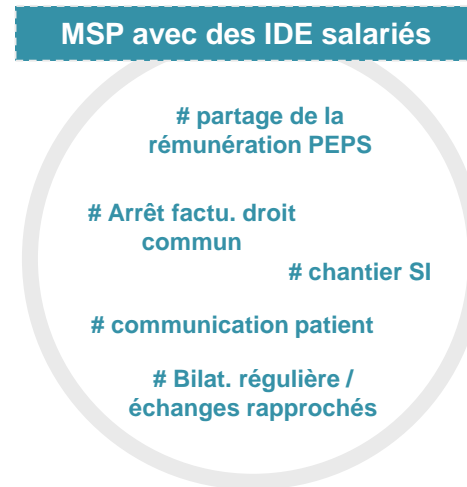 MSP avec des IDE salariés
# partage de la
rémunération PEPS
# Arrêt factu. droit
commun
# chantier SI
# communication patient
# Bilat. régulière /
échanges rapprochés